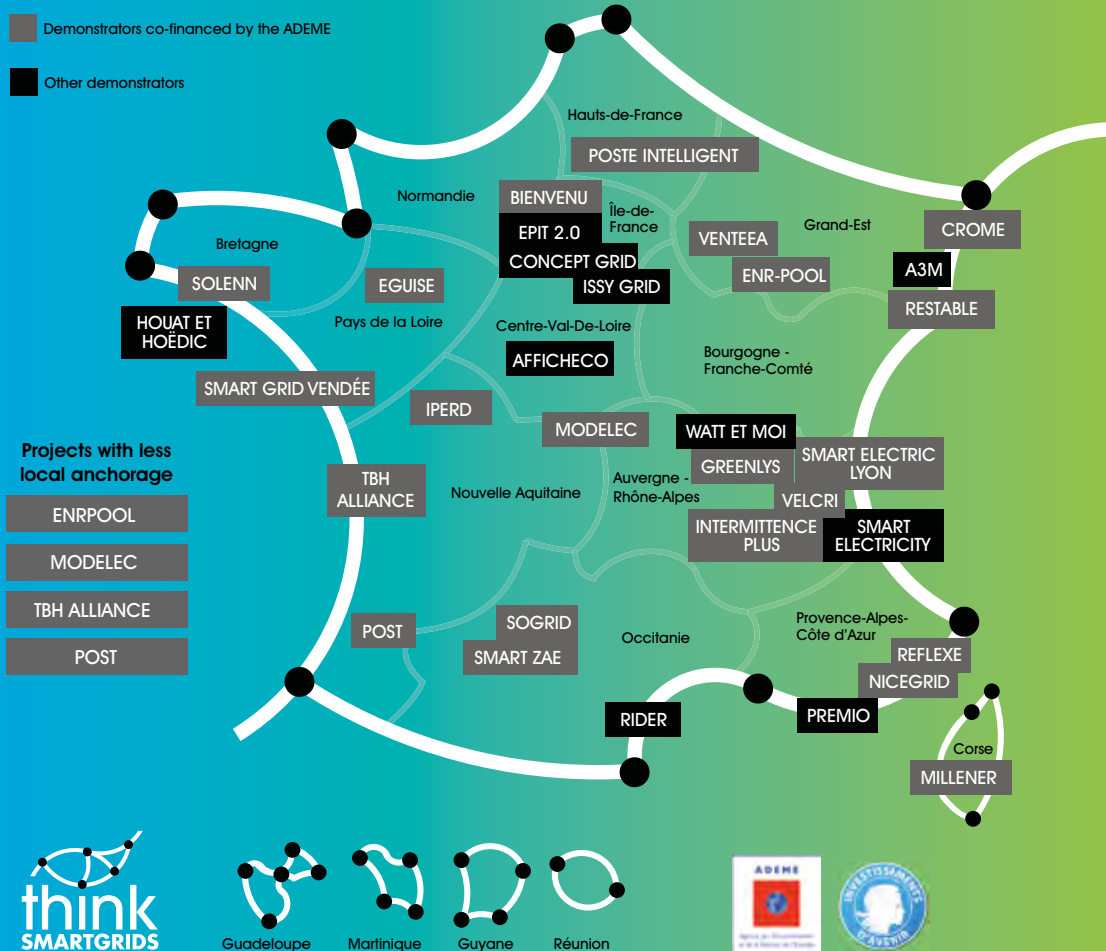 Demonstrators co-financed by the ADEME
Other demonstrators
Hauts-de-France
POSTE INTELLIGENT
Normandie
BIENVENU
Île-de-
France
EPIT 2.0
CONCEPT GRID
ISSY GRID
VENTEEA
Grand-Est
ENR-POOL
CROME
A3M
RESTABLE
Bretagne
SOLENN
HOUAT ET
HOËDIC
EGUISE
Pays de la Loire
Centre-Val-De-Loire
AFFICHECO
Bourgogne -
Franche-Comté
SMART GRID VENDÉE
IPERD
MODELEC
WATT ET MOI
GREENLYS
SMART ELECTRIC
LYON
VELCRI
INTERMITTENCE
PLUS
SMART
ELECTRICITY
Auvergne -
Rhône-Alpes
TBH
ALLIANCE
Nouvelle Aquitaine
Projects with less
local anchorage
ENRPOOL
MODELEC
TBH ALLIANCE
POST
POST
SOGRID
SMART ZAE
Occitanie
Provence-Alpes-
Côte d'Azur
REFLEXE
NICEGRID
PREMIO
RIDER
Corse
MILLENER
think
SMARTGRIDS
Guadeloupe
Martinique
Guyane
Réunion
ADEME
INVESTISSEMENTS
D'AVENIR